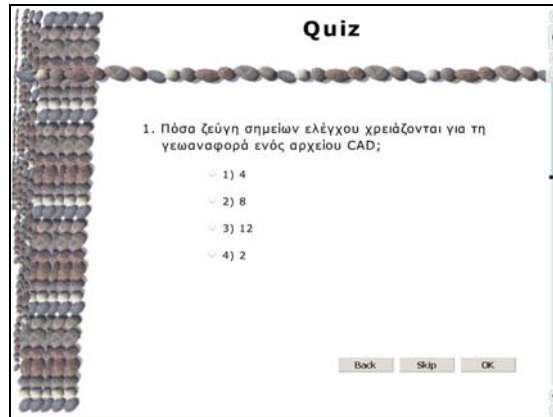 Quiz
1. Πόσα ζεύγη σημείων ελέγχου χρειάζονται για τη
γεωαναφορά ενός αρχείου CAD;
1) 4
2) 8
3) 12
4) 2
Back Skip OK